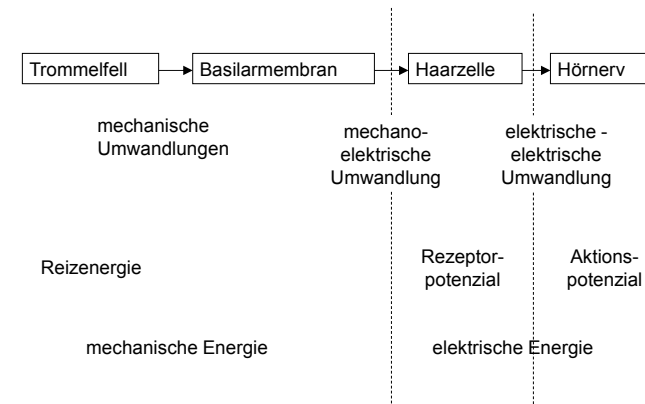 Trommelfell
Basilarmembran
Haarzelle
Hörnerv
mechanische
Umwandlungen
mechano-
elektrische
Umwandlung
elektrische -
elektrische
Umwandlung
Reizenergie
Rezeptor-
potenzial
Aktions-
potenzial
mechanische Energie
elektrische Energie